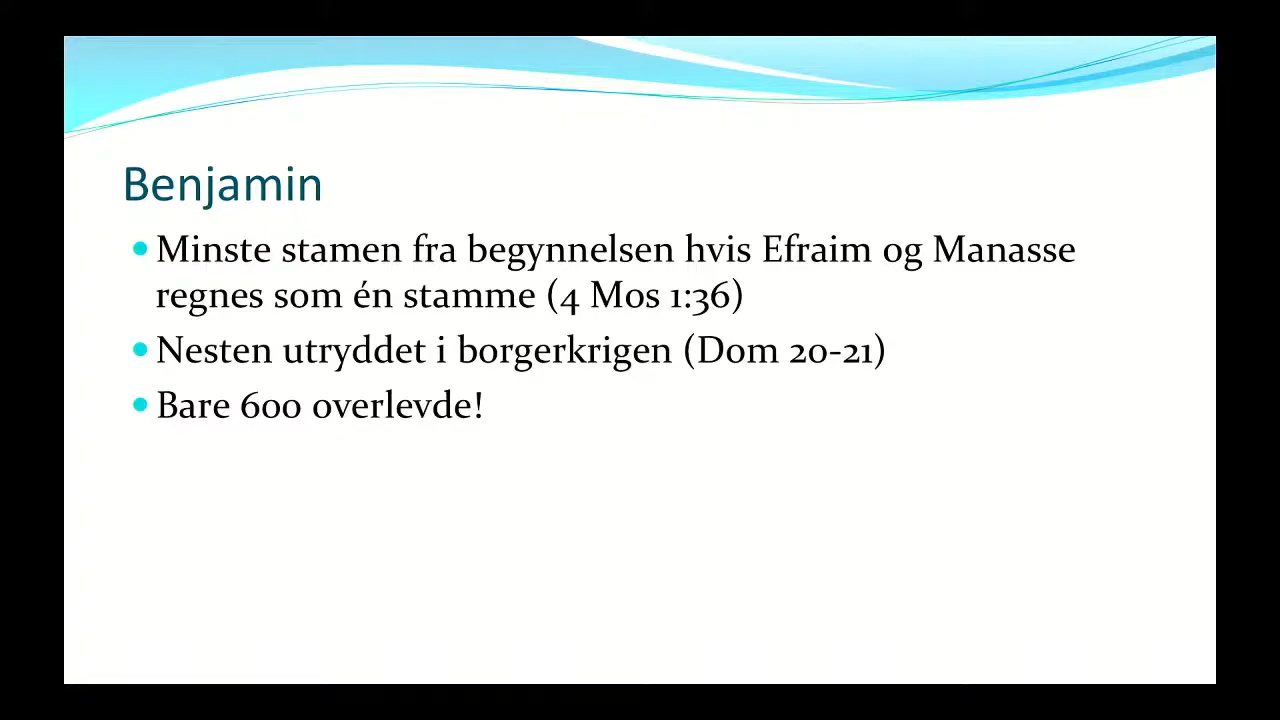 Benjamin
Minste stamen fra begynnelsen hvis Efraim og Manasse
regnes som én stamme (4 Mos 1:36)
Nesten utryddet i borgerkrigen (Dom 20-21)
Bare 600 overlevde!